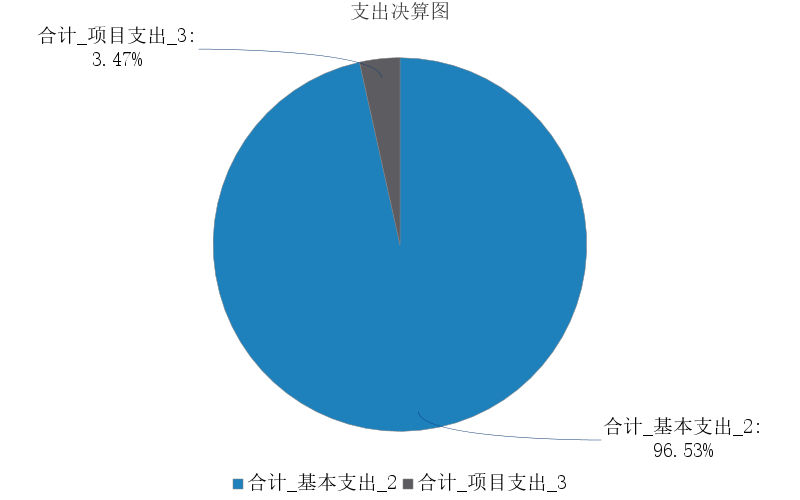 支出决算图
合计_项目支出_3:
3.47%
合计_基本支出_2:
96.53%
合计_基本支出_2 合计_项目支出_3